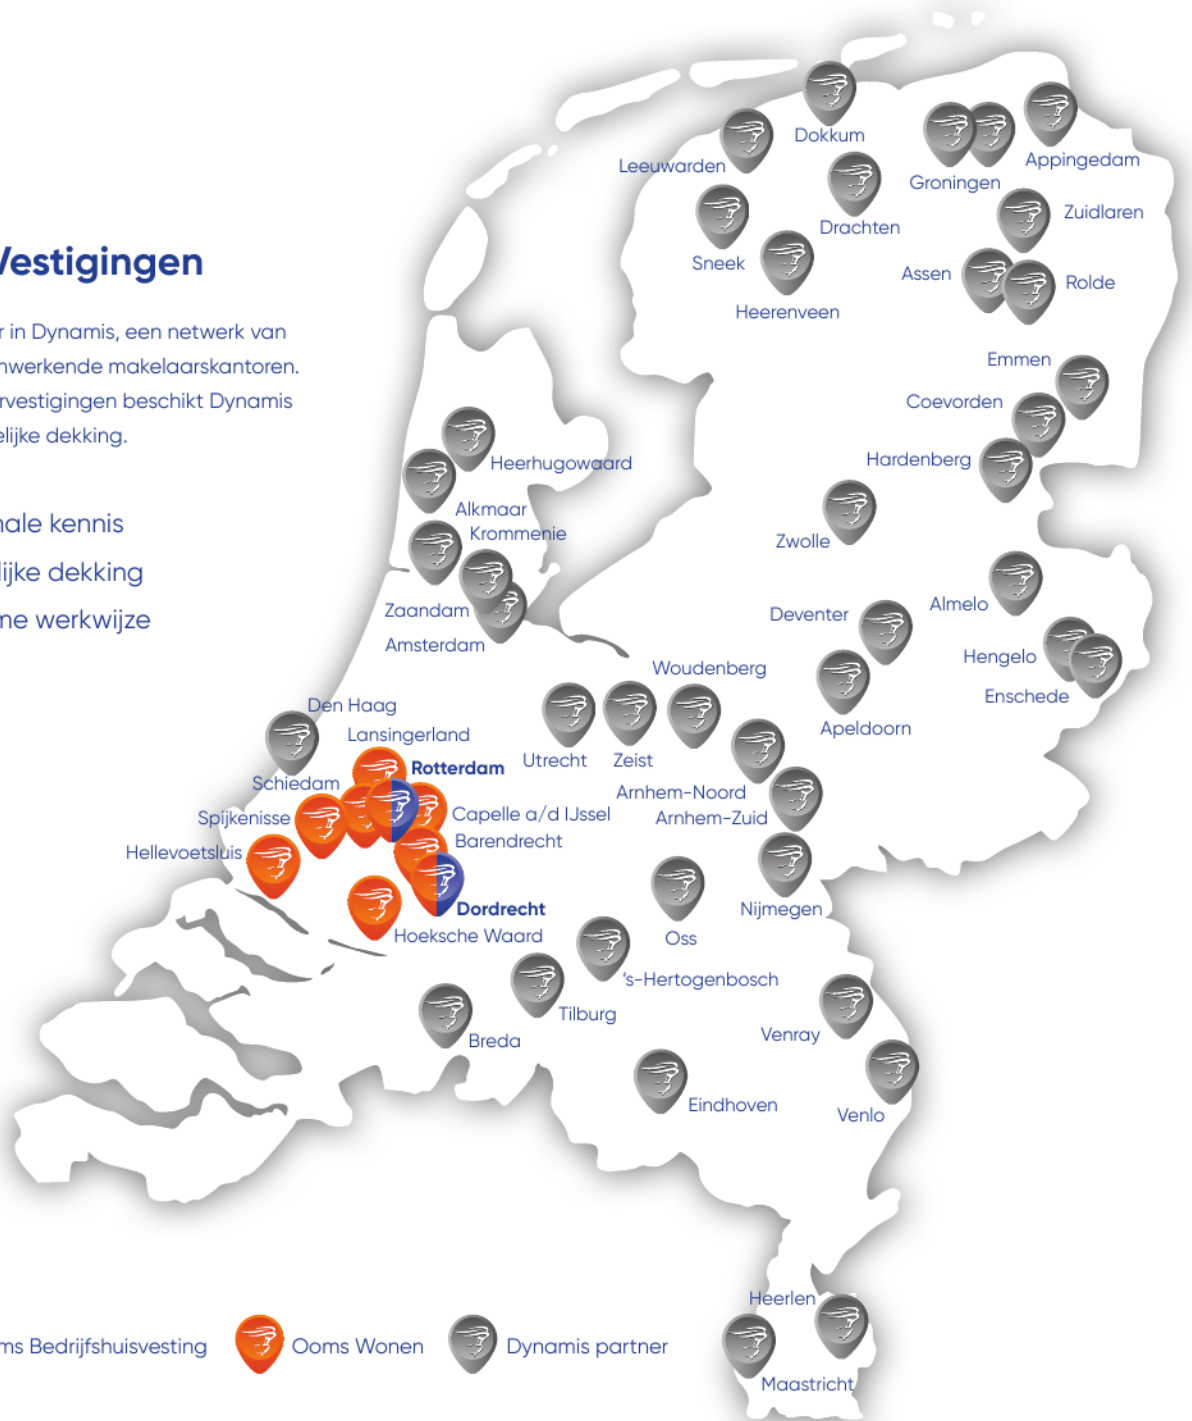 Vestigingen
in Dynamis, een netwerk van
nwerkende makelaarskantoren.
rvestigingen beschikt Dynamis
elijke dekking.
nale kennis
lijke dekking
me werkwijze
Dokkum
Leeuwarden
Groningen
Appingedam
Drachten
Zuidlaren
Sneek
Assen
Rolde
Heerenveen
Emmen
Coevorden
Hardenberg
Heerhugowaard
Alkmaar
Krommenie
Zwolle
Zaandam
Amsterdam
Almelo
Deventer
Hengelo
Enschede
Woudenberg
Apeldoorn
Den Haag
Lansingerland
Utrecht
Zeist
Rotterdam
Schiedam
Arnhem-Noord
Spijkenisse
Capelle a/d IJssel
Arnhem-Zuid
Barendrecht
Hellevoetsluis
Dordrecht
Nijmegen
Hoeksche Waard
Oss
's-Hertogenbosch
Tilburg
Breda
Venray
Eindhoven
Venlo
Heerlen
Maastricht
ms Bedrijfshuisvesting
Ooms Wonen
Dynamis partner